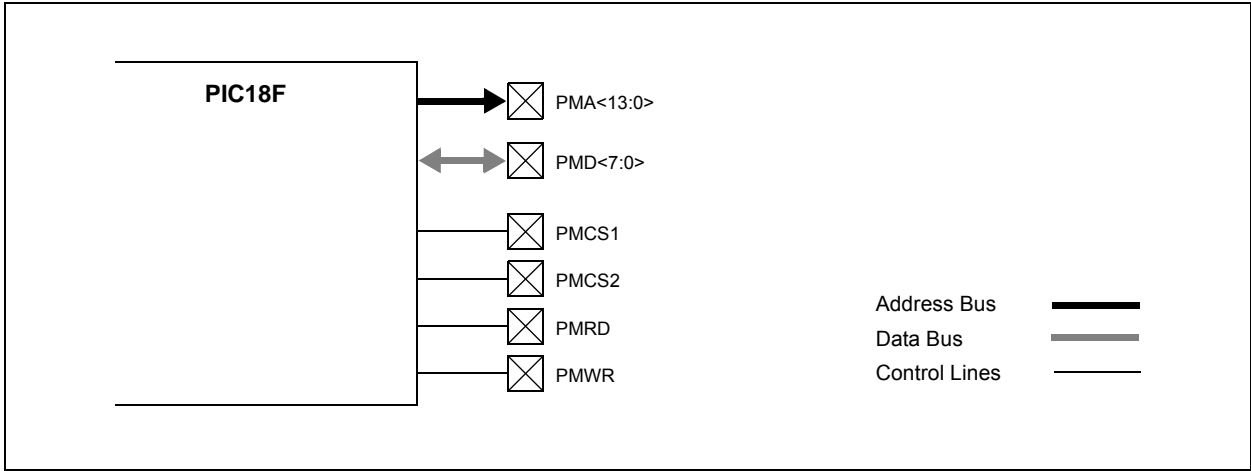 PIC18F
PMA<13:0>
PMD<7:0>
PMCS1
PMCS2
PMRD
PMWR
Address Bus
Data Bus
Control Lines